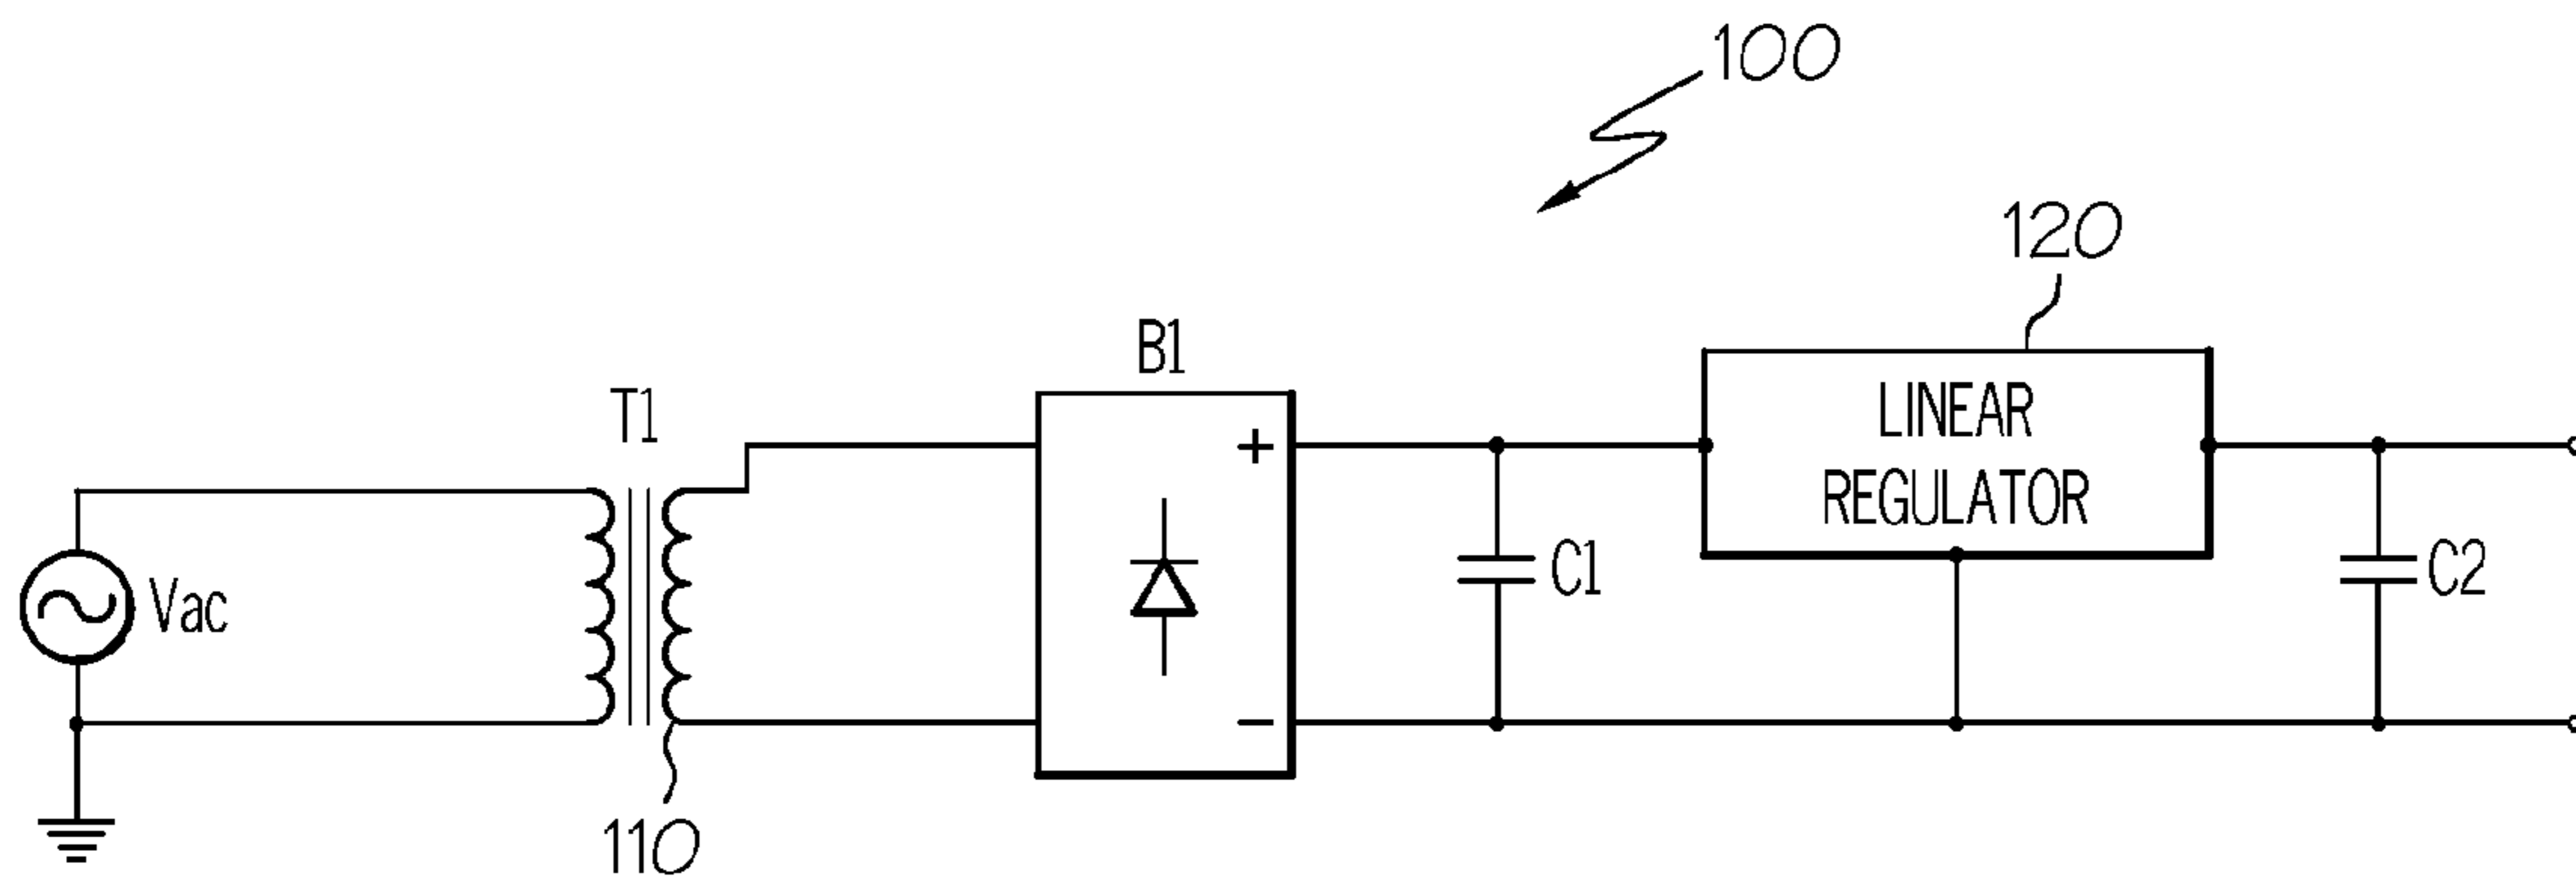 100
120
B1
T1
+
LINEAR
REGULATOR
C1
C2
Vac
−
110